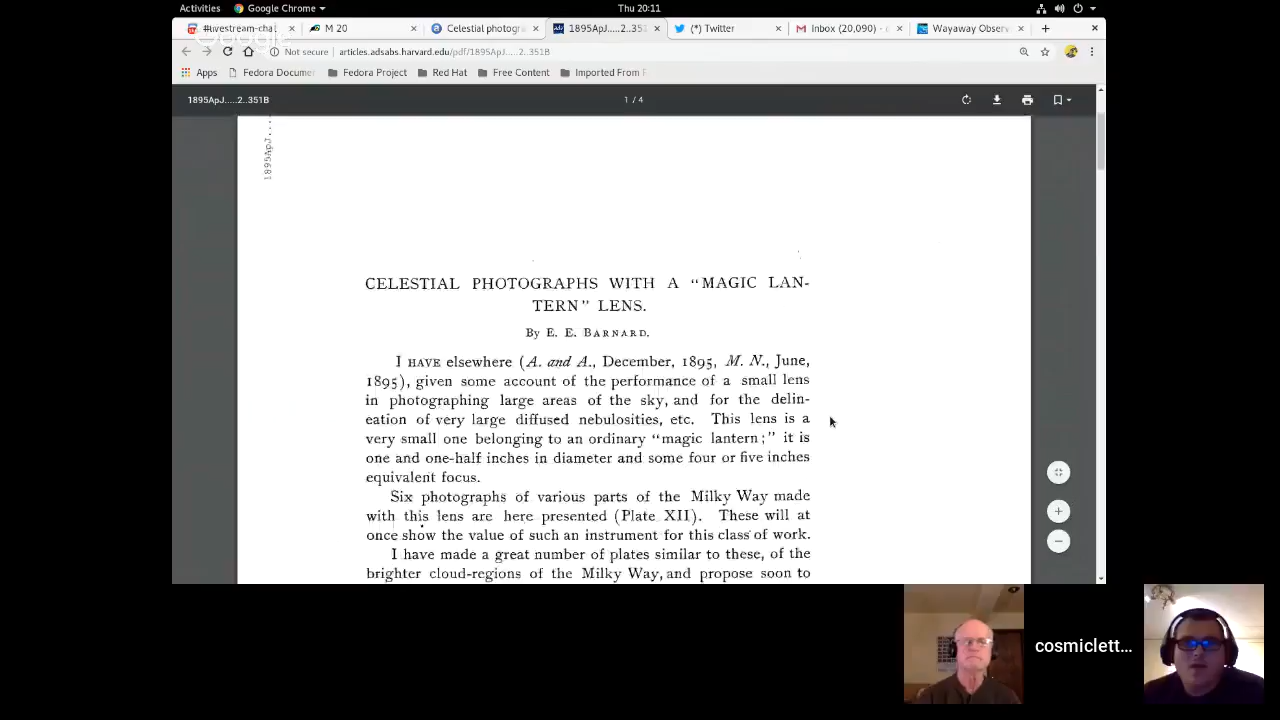 Activities
Google Chrome
Thu 20:11
#livestream-chat
M 20
Celestial photogr
1895ApJ.....2..351
(*) Twitter
Inbox (20,090) -
Wayaway Observ
Not secure | articles.adsabs.harvard.edu/pdf/1895ApJ.....2..351B
Apps
Fedora Docume
Fedora Project
Red Hat
Free Content
Imported From F
1895ApJ.....2..351B
1 / 4
1895ApJ....
CELESTIAL PHOTOGRAPHS WITH A “MAGIC LAN-
TERN” LENS.
By E. E. BARNARD.
I HAVE elsewhere (A. and A., December, 1895, M. N., June,
1895), given some account of the performance of a small lens
in photographing large areas of the sky, and for the delin-
eation of very large diffused nebulosities, etc. This lens is a
very small one belonging to an ordinary “magic lantern;” it is
one and one-half inches in diameter and some four or five inches
equivalent focus.
Six photographs of various parts of the Milky Way made
with this lens are here presented (Plate XII). These will at
once show the value of such an instrument for this class of work.
I have made a great number of plates similar to these, of the
brighter cloud-regions of the Milky Way, and propose soon to
cosmiclett...